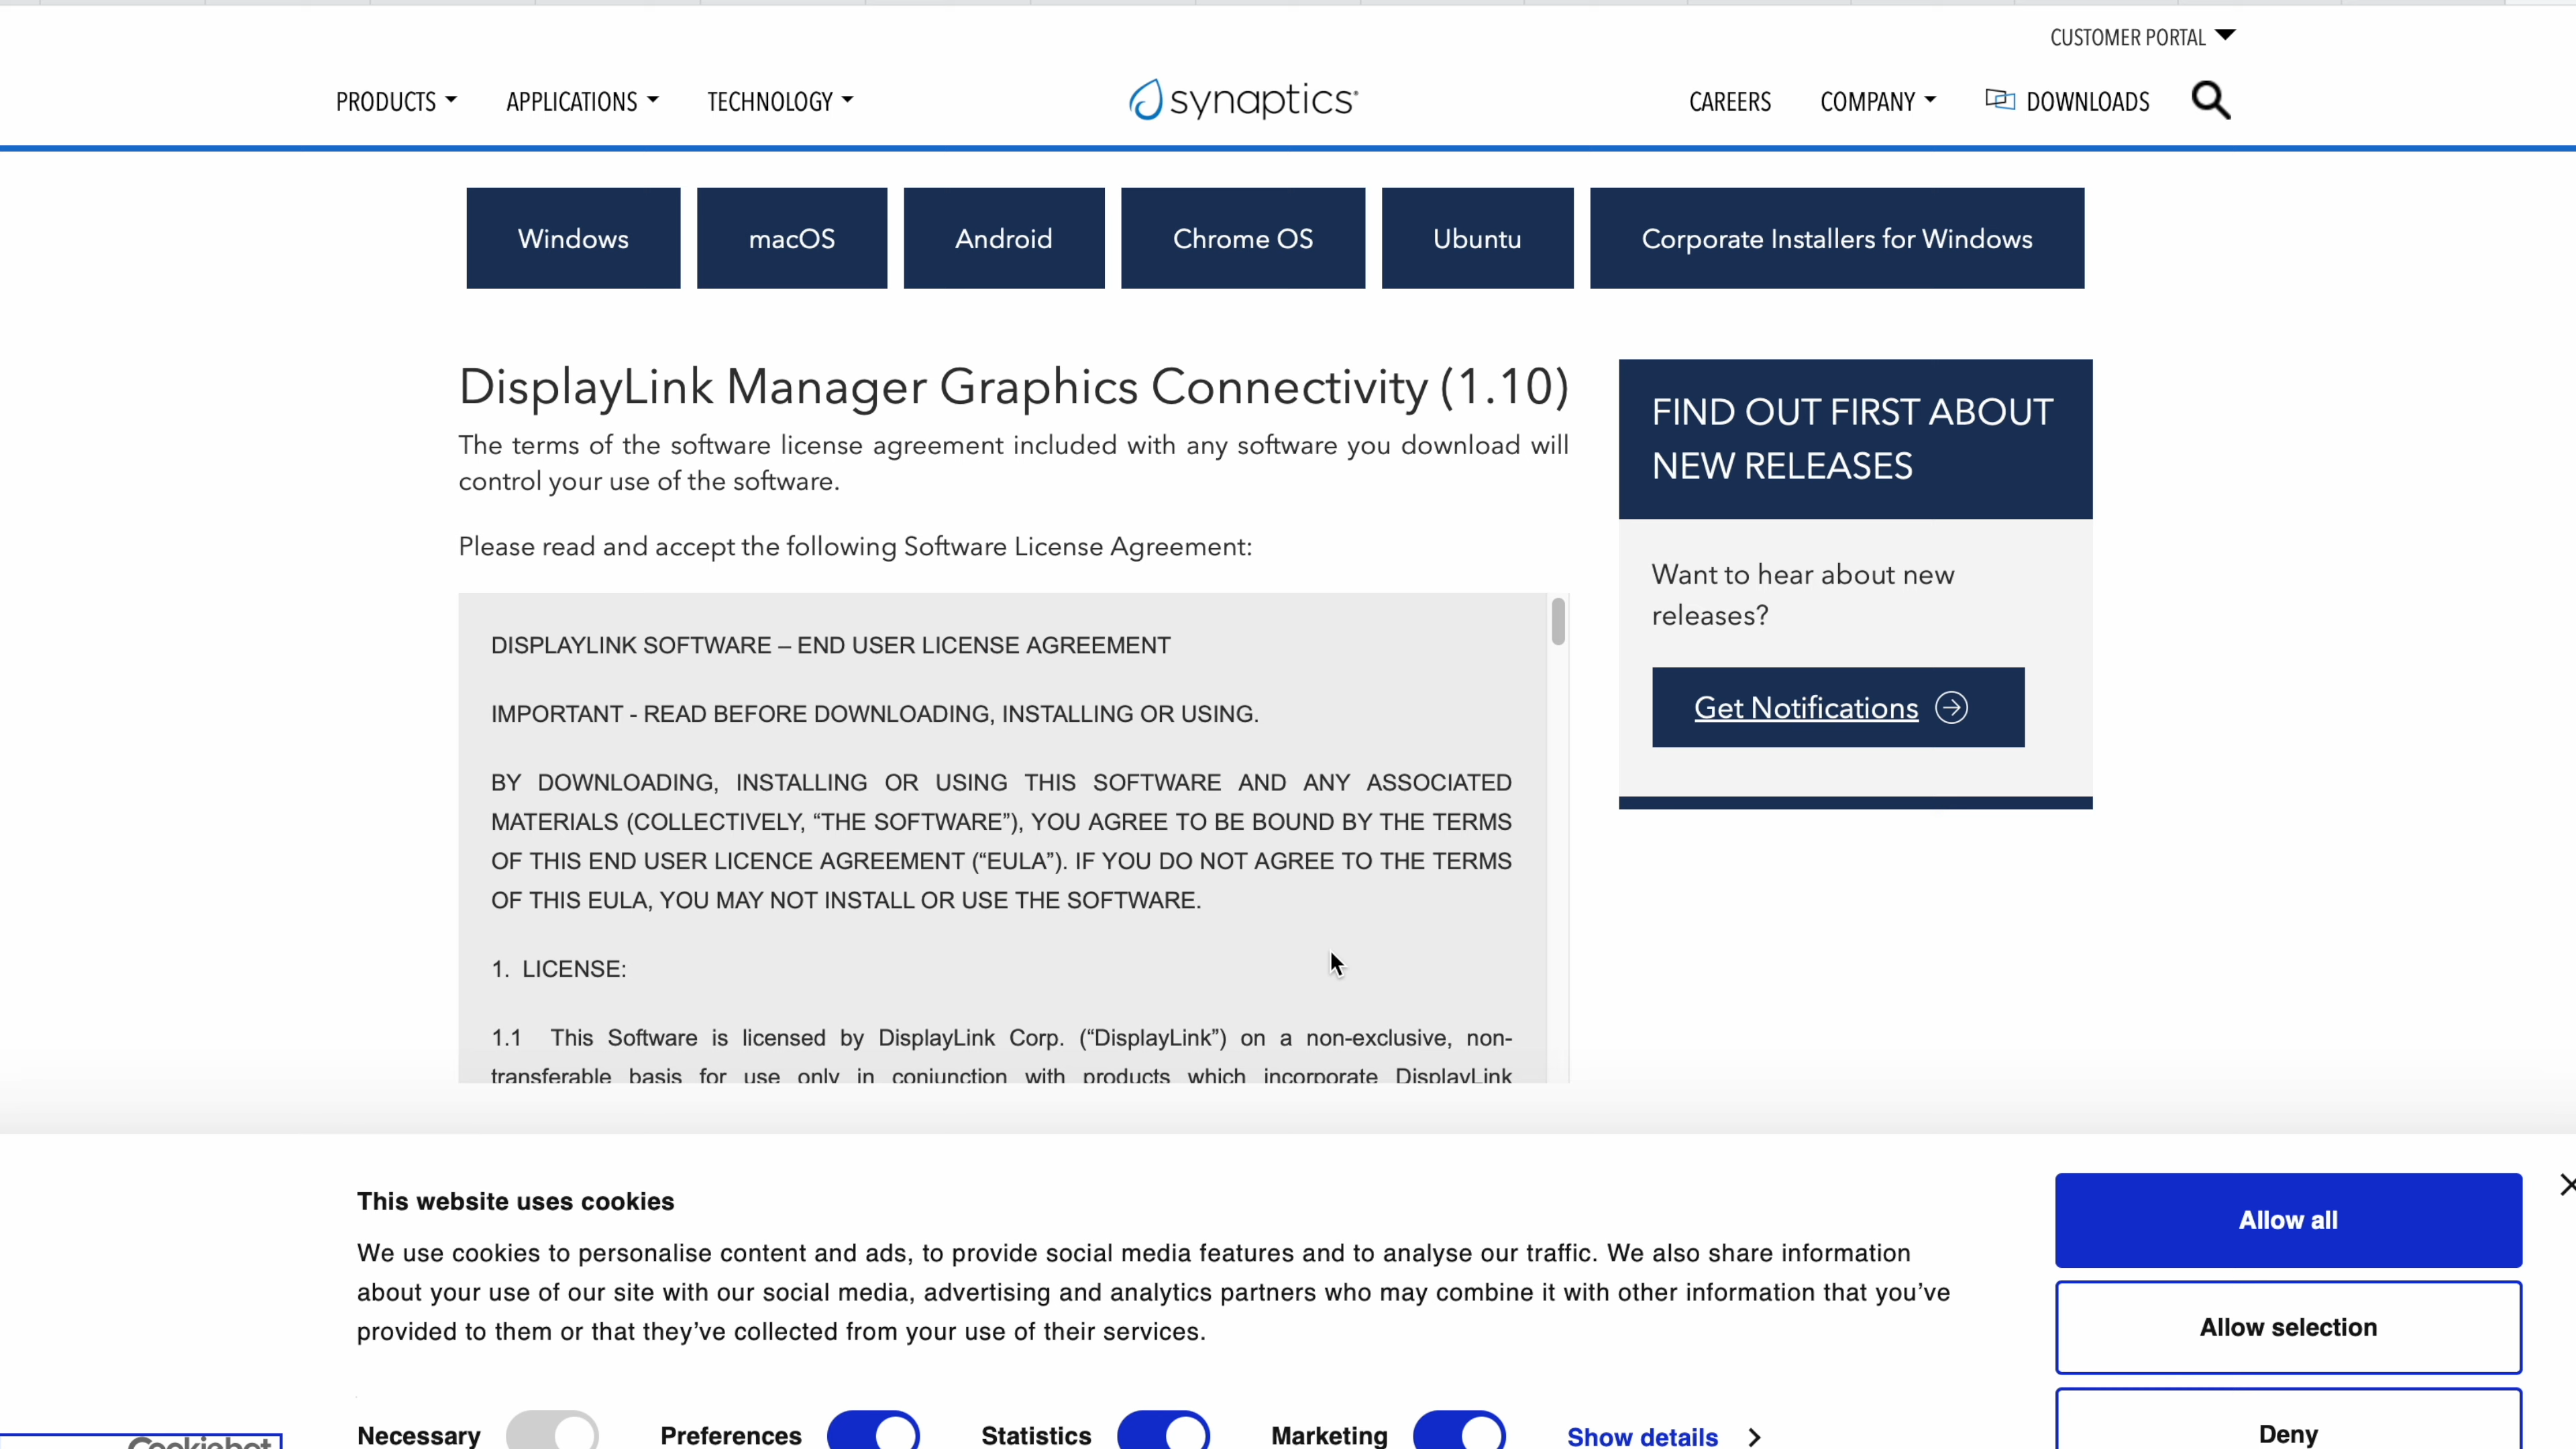 CUSTOMER PORTAL
PRODUCTS
APPLICATIONS
TECHNOLOGY
synaptics
CAREERS
COMPANY
DOWNLOADS
Windows
macOS
Android
Chrome OS
Ubuntu
Corporate Installers for Windows
DisplayLink Manager Graphics Connectivity (1.10)
The terms of the software license agreement included with any software you download will
control your use of the software.
Please read and accept the following Software License Agreement:
DISPLAYLINK SOFTWARE – END USER LICENSE AGREEMENT
IMPORTANT - READ BEFORE DOWNLOADING, INSTALLING OR USING.
BY DOWNLOADING, INSTALLING OR USING THIS SOFTWARE AND ANY ASSOCIATED
MATERIALS (COLLECTIVELY, “THE SOFTWARE”), YOU AGREE TO BE BOUND BY THE TERMS
OF THIS END USER LICENCE AGREEMENT (“EULA”). IF YOU DO NOT AGREE TO THE TERMS
OF THIS EULA, YOU MAY NOT INSTALL OR USE THE SOFTWARE.
1. LICENSE:
1.1 This Software is licensed by DisplayLink Corp. (“DisplayLink”) on a non-exclusive, non-
transferable basis for use only in conjunction with products which incorporate DisplayLink
FIND OUT FIRST ABOUT
NEW RELEASES
Want to hear about new
releases?
Get Notifications
This website uses cookies
We use cookies to personalise content and ads, to provide social media features and to analyse our traffic. We also share information
about your use of our site with our social media, advertising and analytics partners who may combine it with other information that you’ve
provided to them or that they’ve collected from your use of their services.
Allow all
Allow selection
Deny
Necessary
Preferences
Statistics
Marketing
Show details
Cookiebot